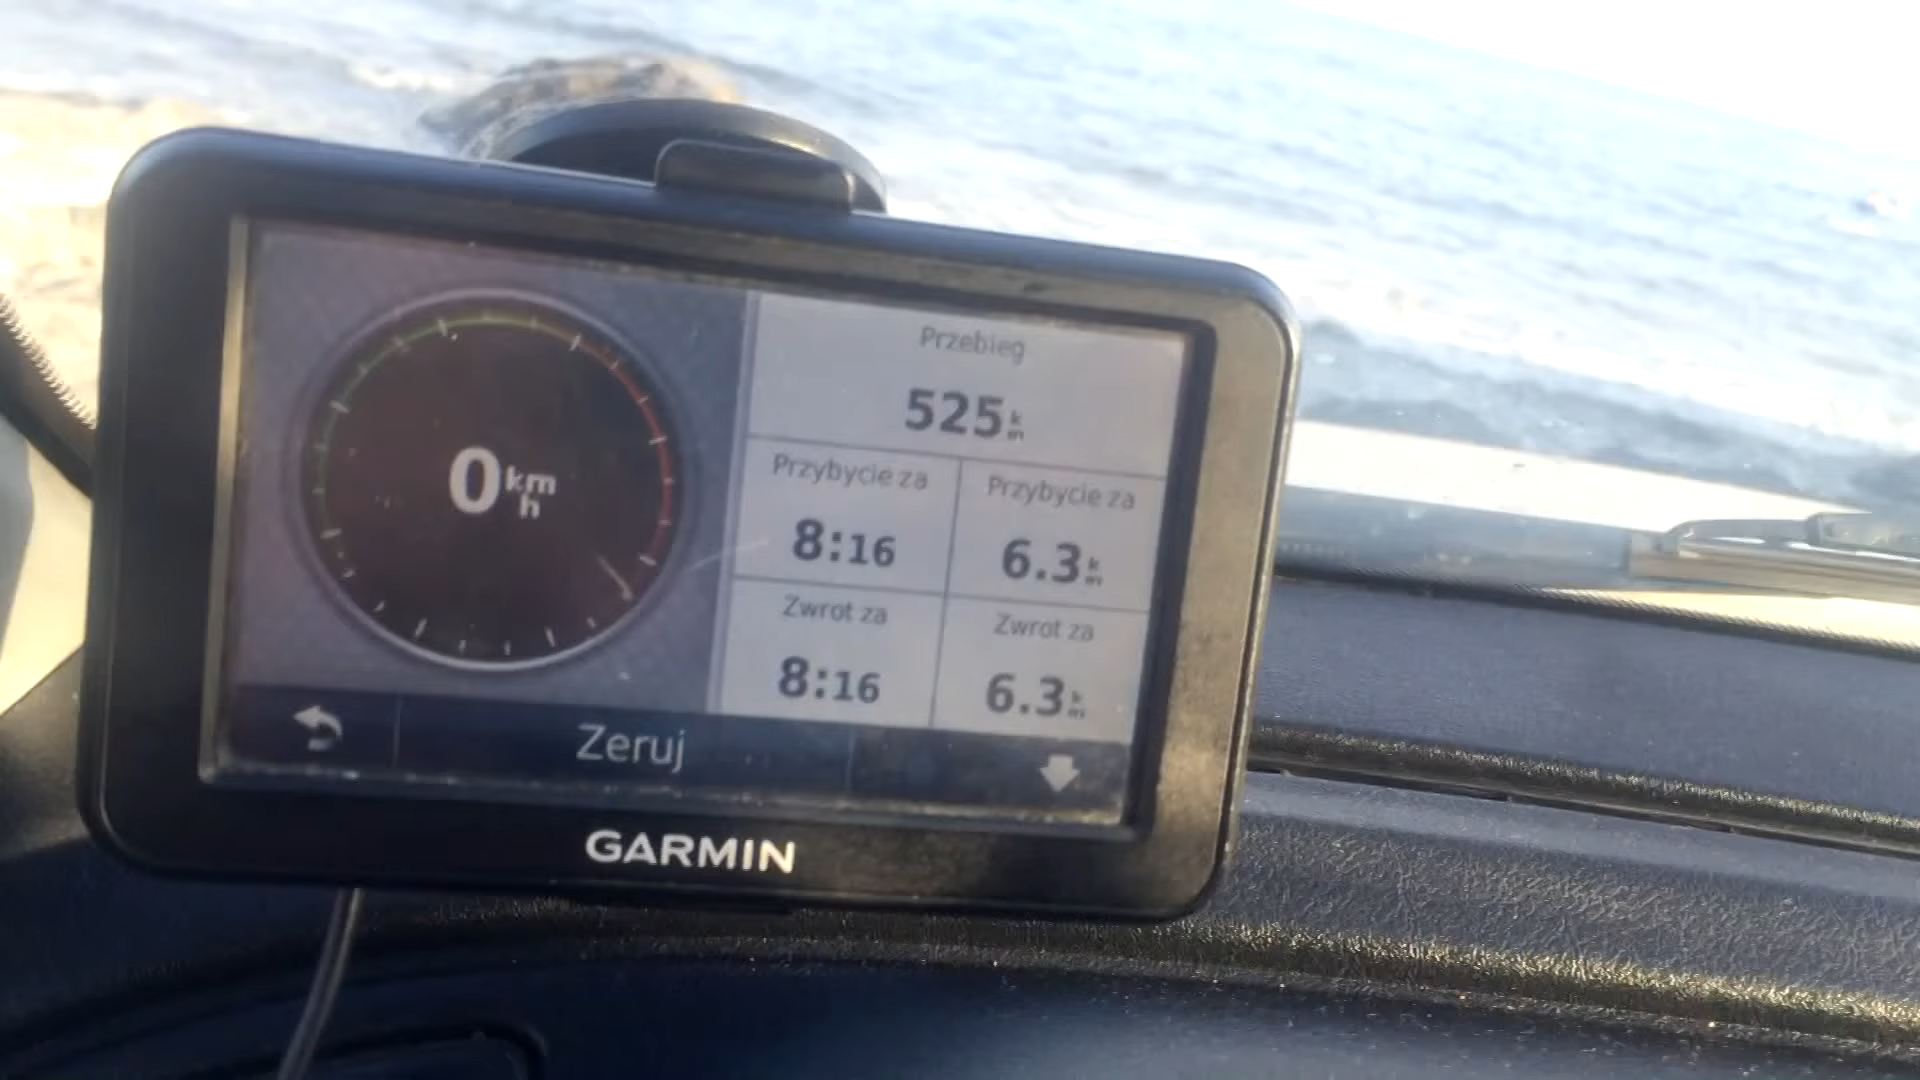 Przebieg
525 km
0 km/h
Przybycie za
8:16
Przybycie za
6.3 km
Zwrot za
8:16
Zwrot za
6.3 km
Zeruj
GARMIN